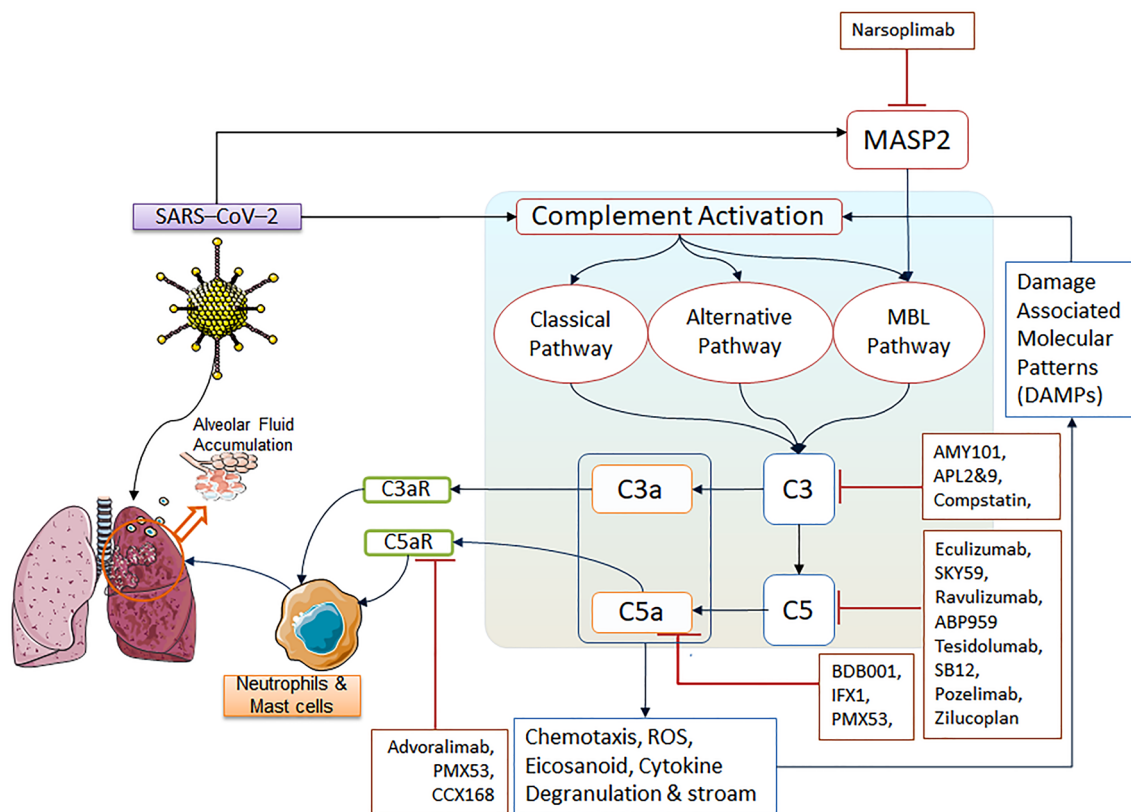 Narsoplimab
MASP2
SARS–CoV–2
Complement Activation
Classical
Pathway
Alternative
Pathway
MBL
Pathway
Damage
Associated
Molecular
Patterns
(DAMPs)
Alveolar Fluid
Accumulation
C3aR
C3a
C3
AMY101,
APL2&9,
Compstatin,
C5aR
C5a
C5
Eculizumab,
SKY59,
Ravulizumab,
ABP959
Tesidolumab,
SB12,
Pozelimab,
Zilucoplan
BDB001,
IFX1,
PMX53,
Neutrophils &
Mast cells
Advoralimab,
PMX53,
CCX168
Chemotaxis, ROS,
Eicosanoid, Cytokine
Degranulation & stroam